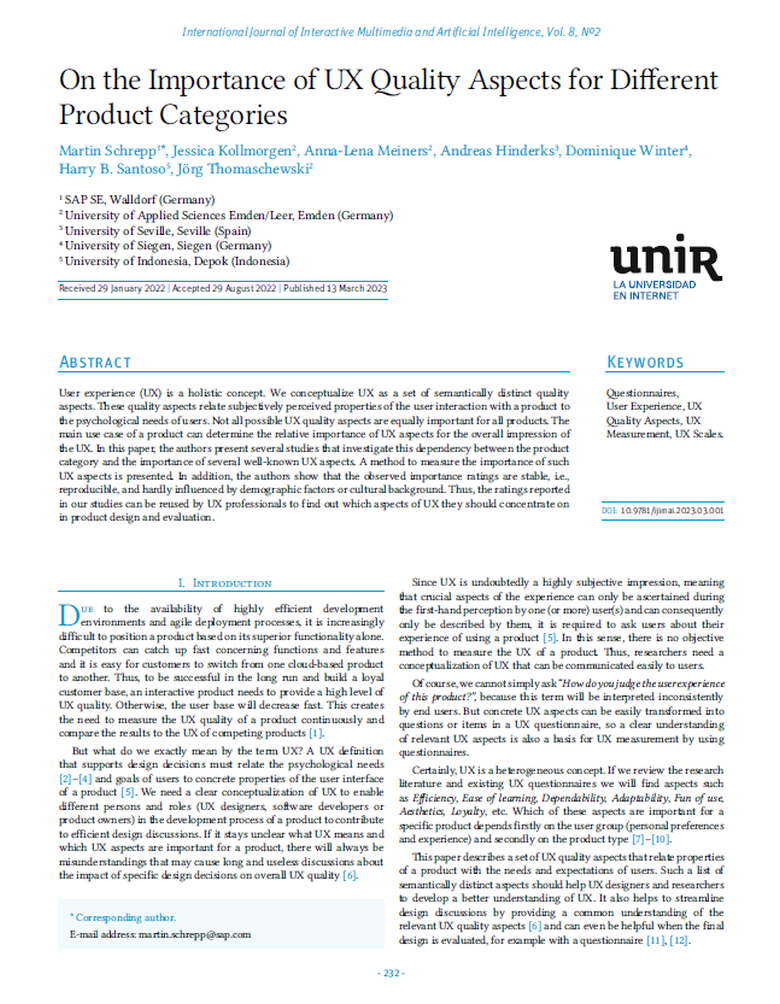 International Journal of Interactive Multimedia and Artificial Intelligence, Vol. 8, Nº2
On the Importance of UX Quality Aspects for Different
Product Categories
Martin Schrepp1*, Jessica Kollmorgen2, Anna-Lena Meiners2, Andreas Hinderks3, Dominique Winter4,
Harry B. Santoso5, Jörg Thomaschewski2
1 SAP SE, Walldorf (Germany)
2 University of Applied Sciences Emden/Leer, Emden (Germany)
3 University of Seville, Seville (Spain)
4 University of Siegen, Siegen (Germany)
5 University of Indonesia, Depok (Indonesia)
Received 29 January 2022 | Accepted 29 August 2022 | Published 13 March 2023
unir
LA UNIVERSIDAD
EN INTERNET
Abstract
User experience (UX) is a holistic concept. We conceptualize UX as a set of semantically distinct quality
aspects. These quality aspects relate subjectively perceived properties of the user interaction with a product to
the psychological needs of users. Not all possible UX quality aspects are equally important for all products. The
main use case of a product can determine the relative importance of UX aspects for the overall impression of
the UX. In this paper, the authors present several studies that investigate this dependency between the product
category and the importance of several well-known UX aspects. A method to measure the importance of such
UX aspects is presented. In addition, the authors show that the observed importance ratings are stable, i.e.,
reproducible, and hardly influenced by demographic factors or cultural background. Thus, the ratings reported
in our studies can be reused by UX professionals to find out which aspects of UX they should concentrate on
in product design and evaluation.
Keywords
Questionnaires,
User Experience, UX
Quality Aspects, UX
Measurement, UX Scales.
DOI: 10.9781/ijimai.2023.03.001
I. Introduction
Due to the availability of highly efficient development
environments and agile deployment processes, it is increasingly
difficult to position a product based on its superior functionality alone.
Competitors can catch up fast concerning functions and features
and it is easy for customers to switch from one cloud-based product
to another. Thus, to be successful in the long run and build a loyal
customer base, an interactive product needs to provide a high level of
UX quality. Otherwise, the user base will decrease fast. This creates
the need to measure the UX quality of a product continuously and
compare the results to the UX of competing products [1].
But what do we exactly mean by the term UX? A UX definition
that supports design decisions must relate the psychological needs
[2]–[4] and goals of users to concrete properties of the user interface
of a product [5]. We need a clear conceptualization of UX to enable
different persons and roles (UX designers, software developers or
product owners) in the development process of a product to contribute
to efficient design discussions. If it stays unclear what UX means and
which UX aspects are important for a product, there will always be
misunderstandings that may cause long and useless discussions about
the impact of specific design decisions on overall UX quality [6].
* Corresponding author.
E-mail address: martin.schrepp@sap.com
Since UX is undoubtedly a highly subjective impression, meaning
that crucial aspects of the experience can only be ascertained during
the first-hand perception by one (or more) user(s) and can consequently
only be described by them, it is required to ask users about their
experience of using a product [5]. In this sense, there is no objective
method to measure the UX of a product. Thus, researchers need a
conceptualization of UX that can be communicated easily to users.
Of course, we cannot simply ask “How do you judge the user experience
of this product?”, because this term will be interpreted inconsistently
by end users. But concrete UX aspects can be easily transformed into
questions or items in a UX questionnaire, so a clear understanding
of relevant UX aspects is also a basis for UX measurement by using
questionnaires.
Certainly, UX is a heterogeneous concept. If we review the research
literature and existing UX questionnaires we will find aspects such
as Efficiency, Ease of learning, Dependability, Adaptability, Fun of use,
Aesthetics, Loyalty, etc. Which of these aspects are important for a
specific product depends firstly on the user group (personal preferences
and experience) and secondly on the product type [7]–[10].
This paper describes a set of UX quality aspects that relate properties
of a product with the needs and expectations of users. Such a list of
semantically distinct aspects should help UX designers and researchers
to develop a better understanding of UX. It also helps to streamline
design discussions by providing a common understanding of the
relevant UX quality aspects [6] and can even be helpful when the final
design is evaluated, for example with a questionnaire [11], [12].
- 232 -